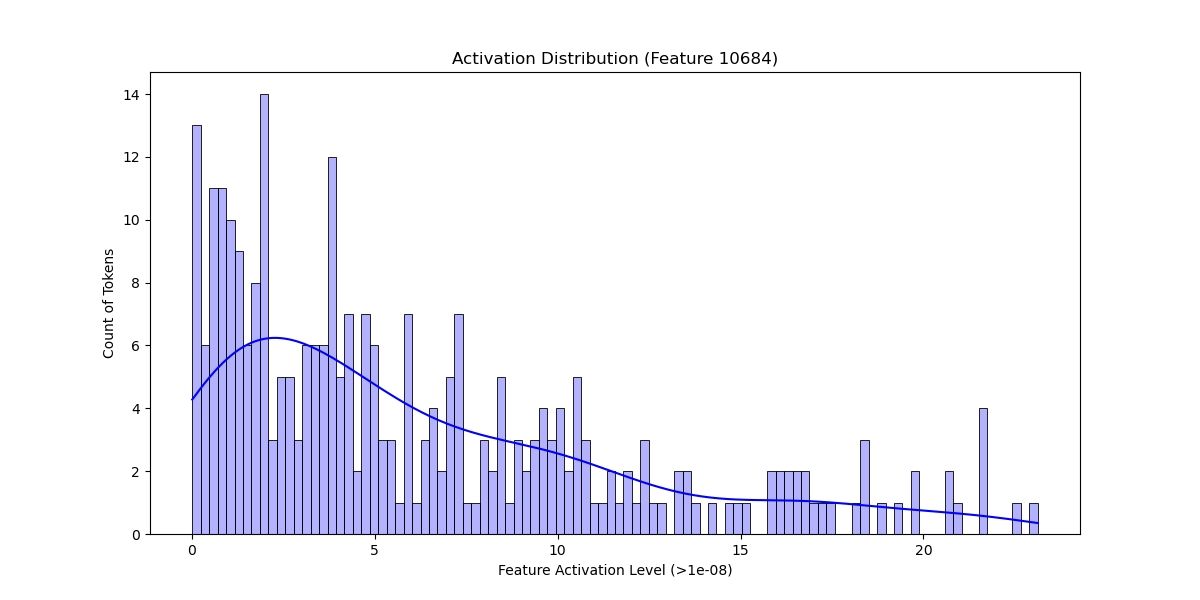 Activation Distribution (Feature 10684)
Count of Tokens
14
12
10
8
6
4
2
0
0 5 10 15 20
Feature Activation Level (>1e-08)